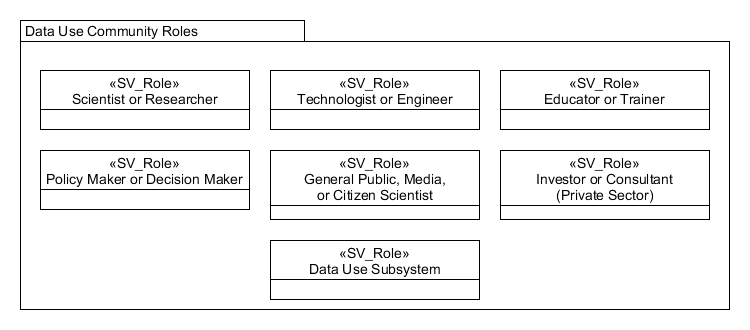 Data Use Community Roles
«SV_Role»
Scientist or Researcher
«SV_Role»
Technologist or Engineer
«SV_Role»
Educator or Trainer
«SV_Role»
Policy Maker or Decision Maker
«SV_Role»
General Public, Media,
or Citizen Scientist
«SV_Role»
Investor or Consultant
(Private Sector)
«SV_Role»
Data Use Subsystem